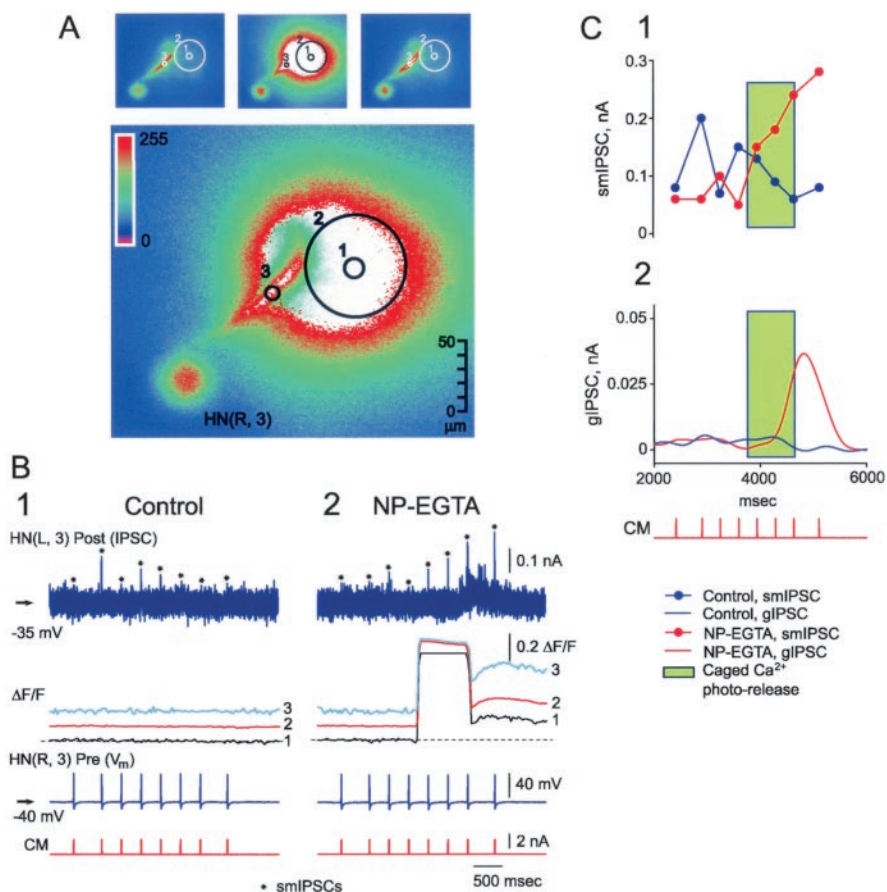 A
2
1
3
2
1
3
2
1
3
255
0
2
1
3
50
0
μm
HN(R, 3)
B
1 Control
2 NP-EGTA
HN(L, 3) Post (IPSC)
0.1 nA
-35 mV
0.2 ΔF/F
ΔF/F
3
2
1
3
2
1
HN(R, 3) Pre (Vm)
40 mV
-40 mV
CM
2 nA
* smIPSCs
500 msec
C
1
0.3
0.2
0.1
0
smIPSC, nA
2
0.05
0.025
0
gIPSC, nA
2000 4000 6000
msec
CM
Control, smIPSC
Control, gIPSC
NP-EGTA, smIPSC
NP-EGTA, gIPSC
Caged Ca2+
photo-release